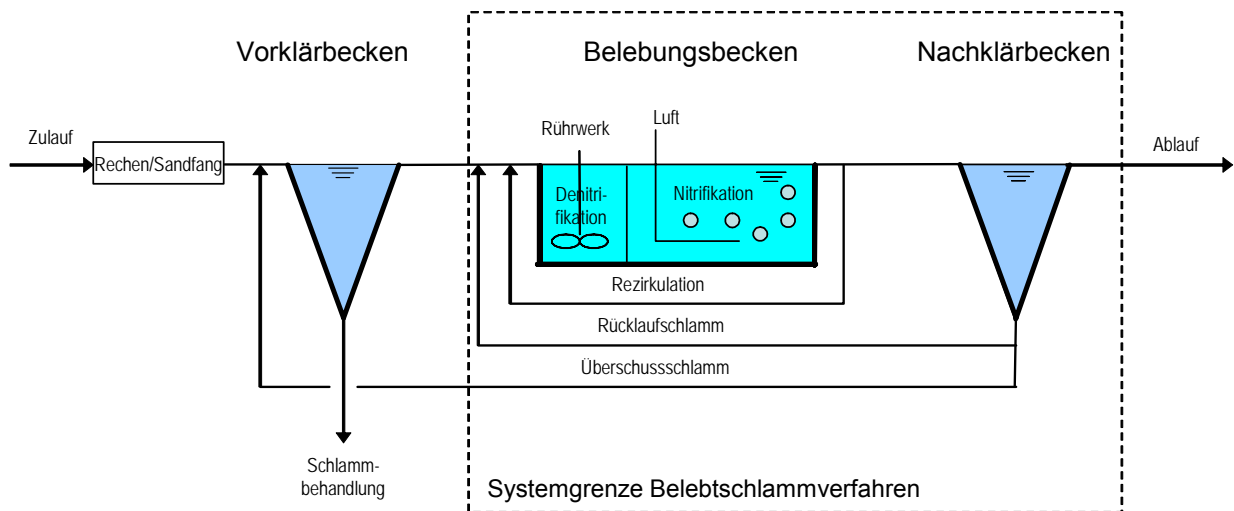 Vorklärbecken
Belebungsbecken
Nachklärbecken
Zulauf
Rechen/Sandfang
Rührwerk
Luft
Ablauf
Denitri-
fikation
Nitrifikation
Rezirkulation
Rücklaufschlamm
Überschussschlamm
Schlamm-
behandlung
Systemgrenze Belebtschlammverfahren